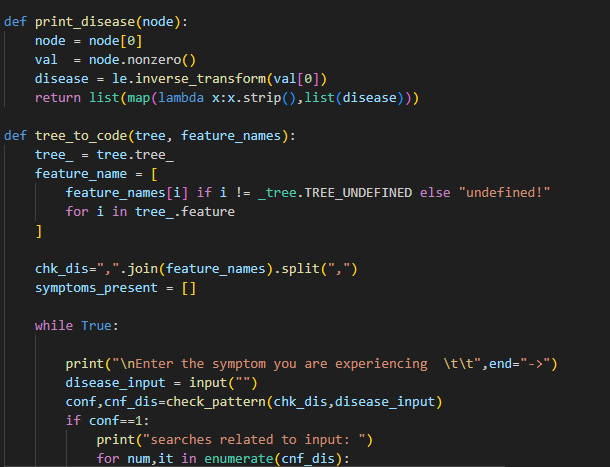 def print_disease(node):
    node = node[0]
    val  = node.nonzero()
    disease = le.inverse_transform(val[0])
    return list(map(lambda x:x.strip(),list(disease)))

def tree_to_code(tree, feature_names):
    tree_ = tree.tree_
    feature_name = [
        feature_names[i] if i != _tree.TREE_UNDEFINED else "undefined!"
        for i in tree_.feature
    ]

    chk_dis=",".join(feature_names).split(",")
    symptoms_present = []

    while True:

        print("\nEnter the symptom you are experiencing  \t\t",end="->")
        disease_input = input("")
        conf,cnf_dis=check_pattern(chk_dis,disease_input)
        if conf==1:
            print("searches related to input: ")
            for num,it in enumerate(cnf_dis):